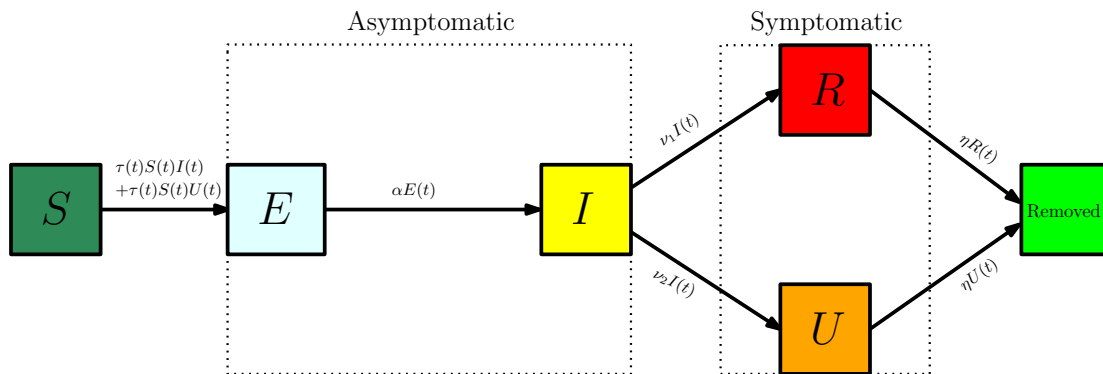 Asymptomatic
Symptomatic
τ(t)S(t)I(t)
+τ(t)S(t)U(t)
S
E
αE(t)
I
ν₁I(t)
ν₂I(t)
R
U
ηR(t)
ηU(t)
Removed